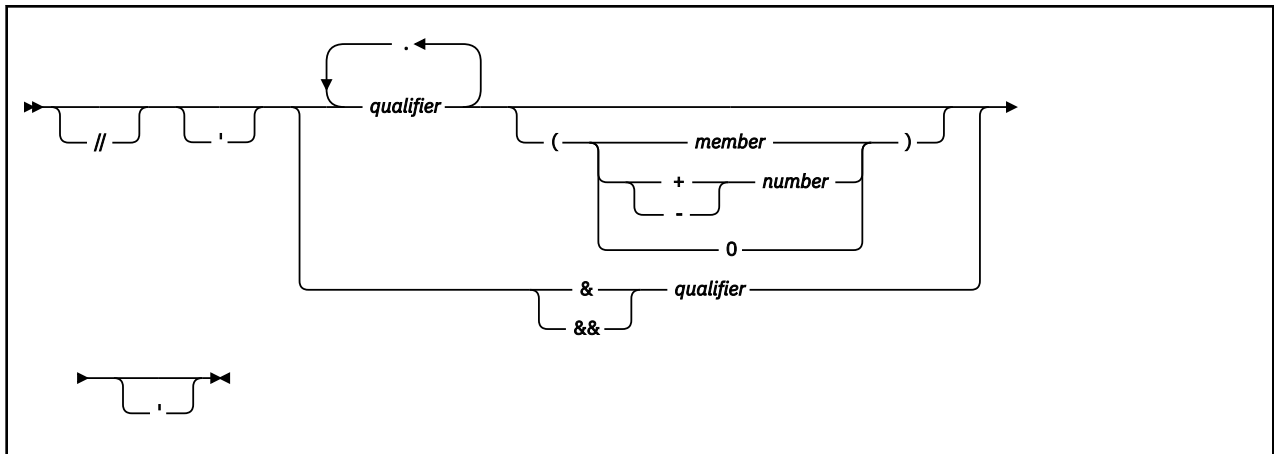 .
qualifier
// ' ( member )
+ number
-
0
& qualifier
&&
'